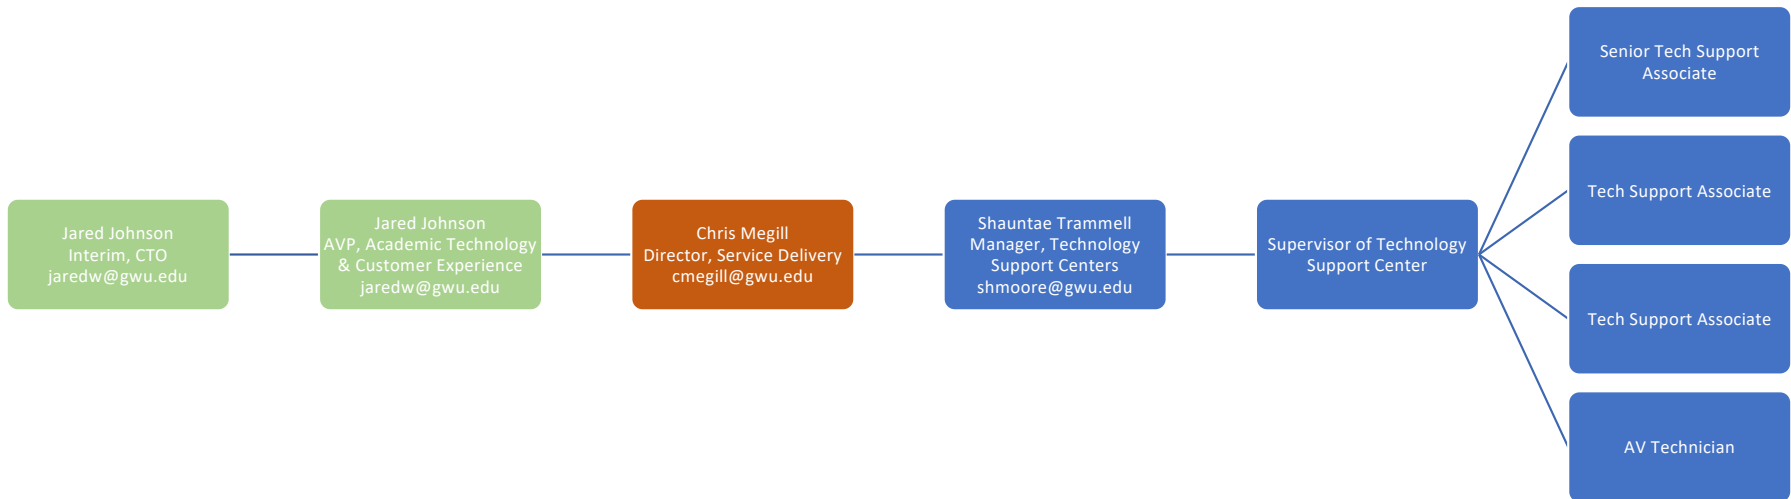 Jared Johnson
Interim, CTO
jaredw@gwu.edu
Jared Johnson
AVP, Academic Technology
& Customer Experience
jaredw@gwu.edu
Chris Megill
Director, Service Delivery
cmegill@gwu.edu
Shauntae Trammell
Manager, Technology
Support Centers
shmoore@gwu.edu
Supervisor of Technology
Support Center
Senior Tech Support
Associate
Tech Support Associate
Tech Support Associate
AV Technician